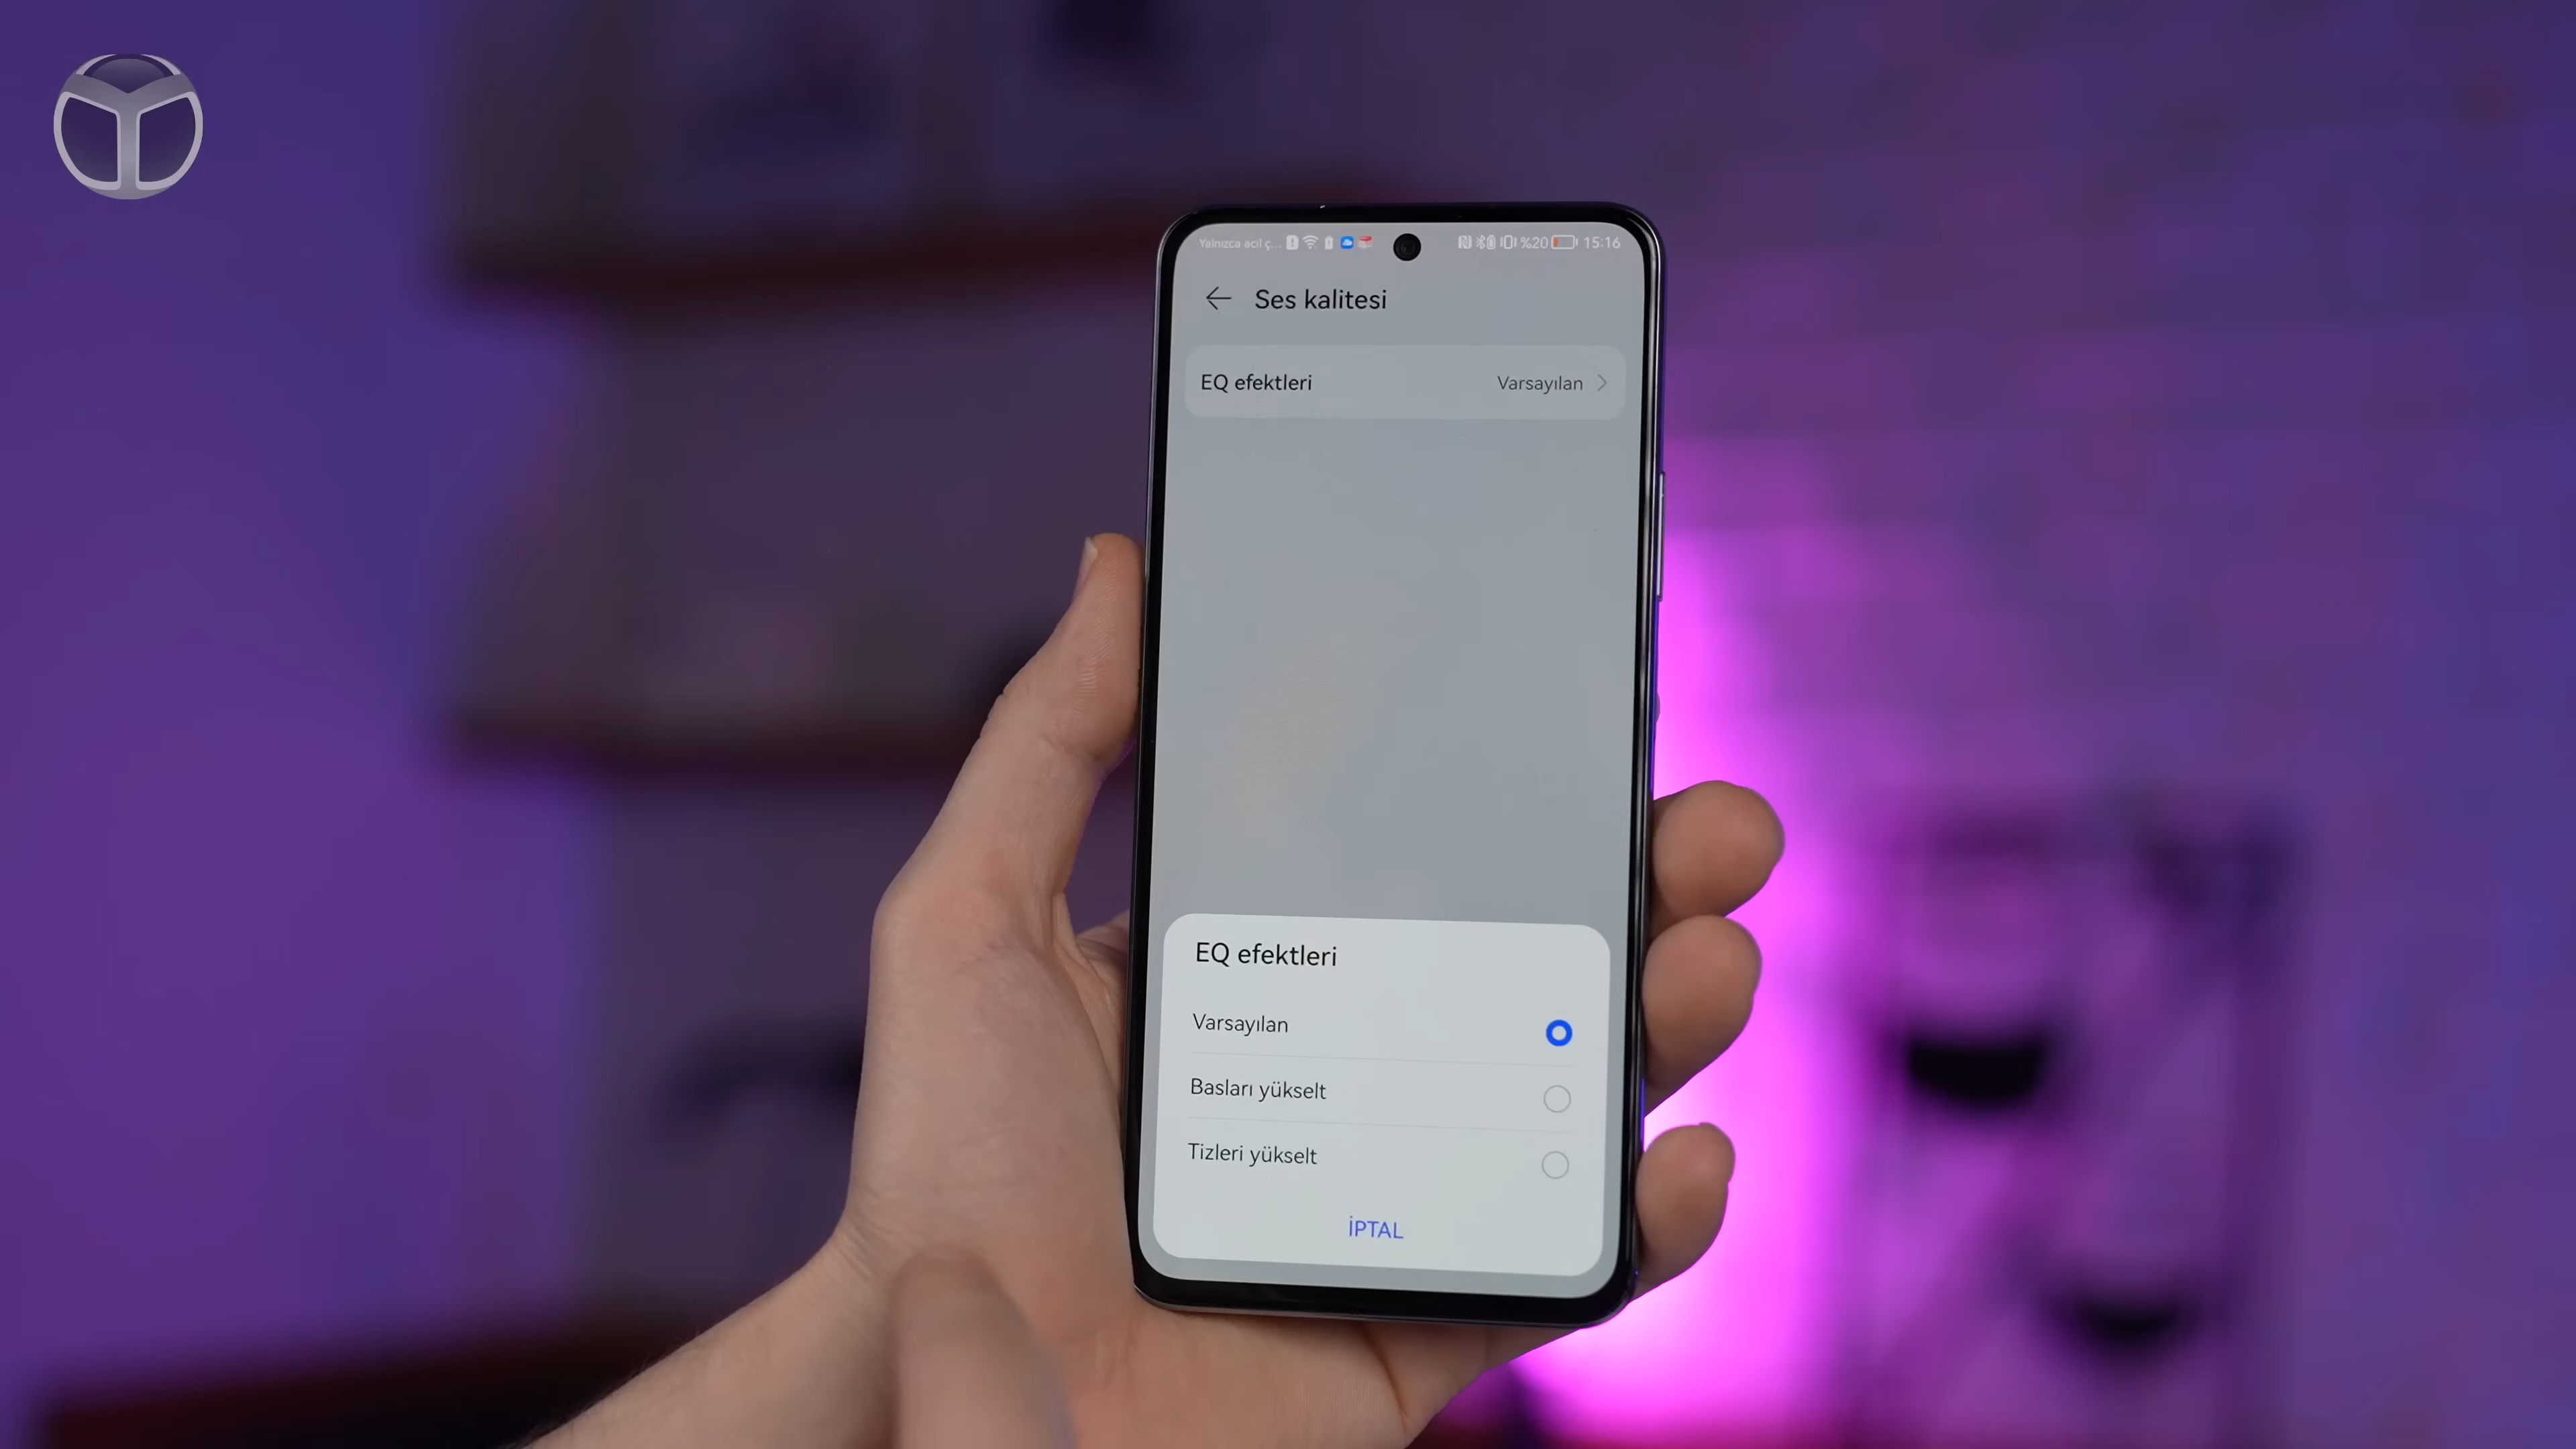 Yalnızca acil ç... %20 15:16
Ses kalitesi
EQ efektleri Varsayılan
EQ efektleri
Varsayılan
Basları yükselt
Tizleri yükselt
İPTAL